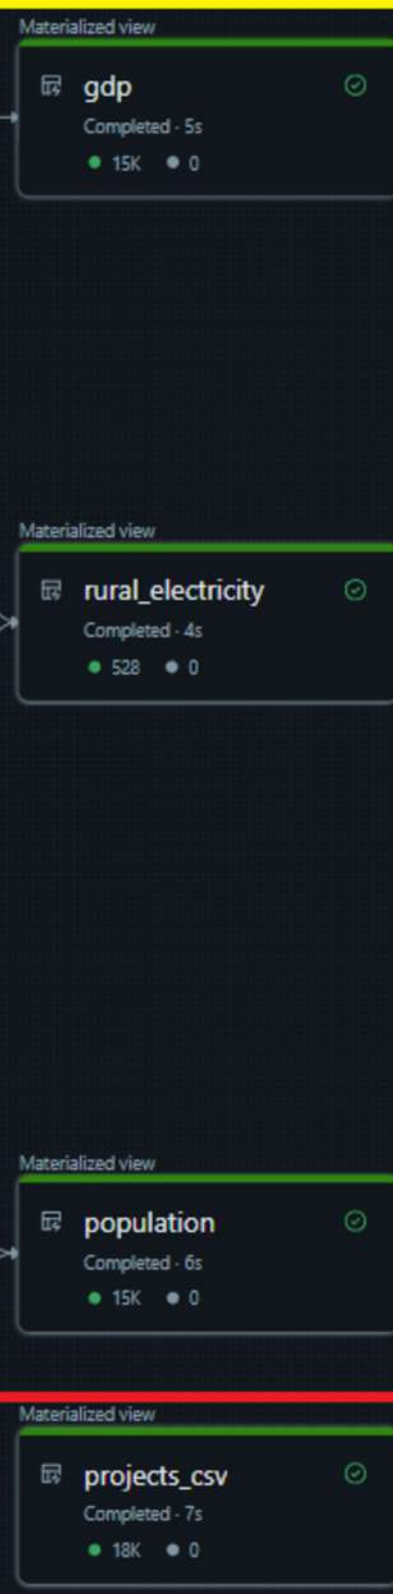 Materialized view
gdp
Completed - 5s
15K 0
Materialized view
rural_electricity
Completed - 4s
528 0
Materialized view
population
Completed - 6s
15K 0
Materialized view
projects_csv
Completed - 7s
18K 0